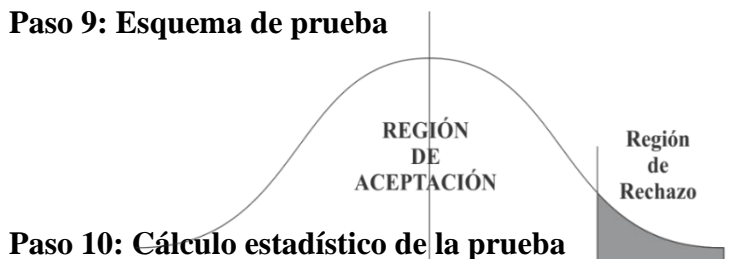 Paso 9: Esquema de prueba
REGIÓN
DE
ACEPTACIÓN
Región
de
Rechazo
Paso 10: Cálculo estadístico de la prueba